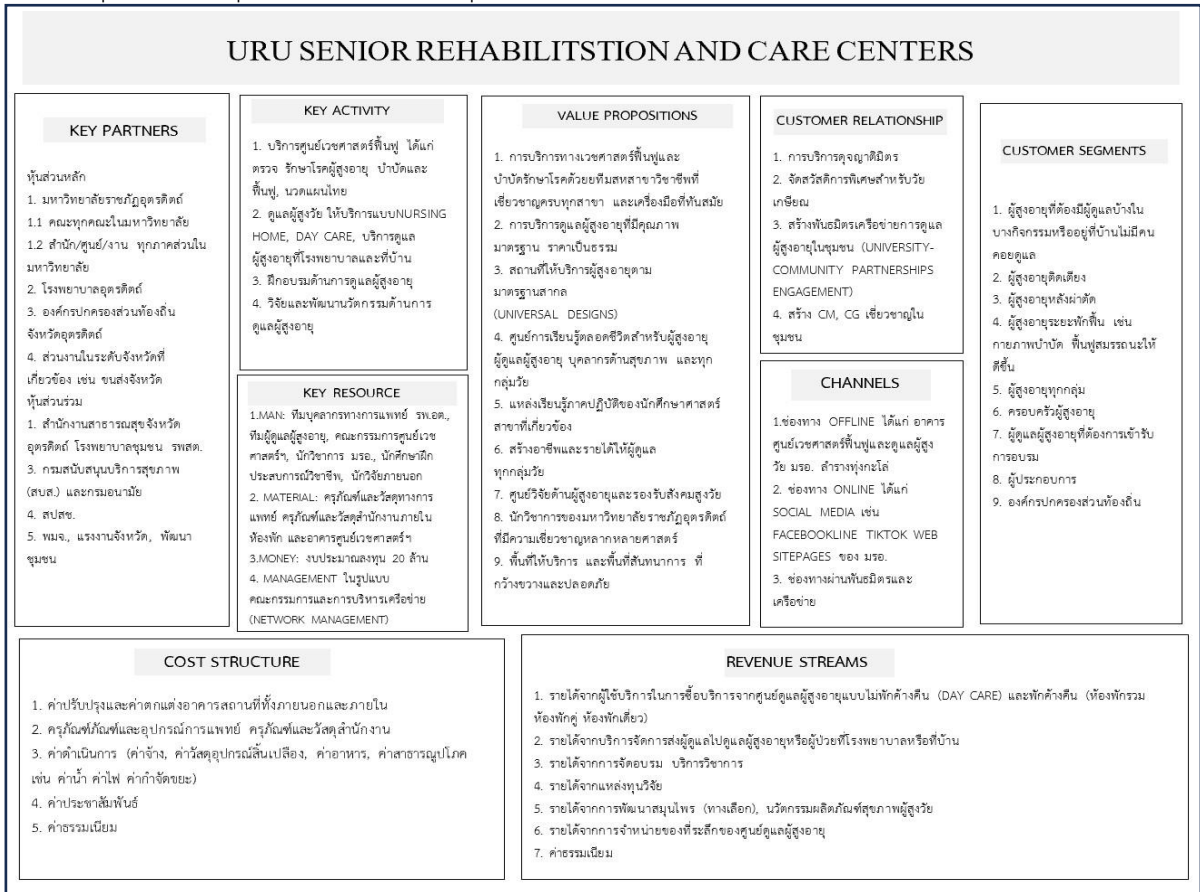 URU SENIOR REHABILITSTION AND CARE CENTERS
KEY PARTNERS
หุ้นส่วนหลัก
1. มหาวิทยาลัยราชภัฏอุตรดิตถ์
1.1 คณะทุกคณะในมหาวิทยาลัย
1.2 สำนัก/ศูนย์/งาน ทุกภาคส่วนใน
มหาวิทยาลัย
2. โรงพยาบาลอุตรดิตถ์
3. องค์กรปกครองส่วนท้องถิ่น
จังหวัดอุตรดิตถ์
4. ส่วนงานในระดับจังหวัดที่
เกี่ยวข้อง เช่น ขนส่งจังหวัด
หุ้นส่วนร่วม
1. สำนักงานสาธารณสุขจังหวัด
อุตรดิตถ์ โรงพยาบาลชุมชน รพสต.
3. กรมสนับสนุนบริการสุขภาพ
(สบส.) และกรมอนามัย
4. สปสช.
5. พมจ., แรงงานจังหวัด, พัฒนา
ชุมชน
KEY ACTIVITY
1. บริการศูนย์เวชศาสตร์ฟื้นฟู ได้แก่
ตรวจ รักษาโรคผู้สูงอายุ บำบัดและ
ฟื้นฟู, นวดแผนไทย
2. ดูแลผู้สูงวัย ให้บริการแบบNURSING
HOME, DAY CARE, บริการดูแล
ผู้สูงอายุที่โรงพยาบาลและที่บ้าน
3. ฝึกอบรมด้านการดูแลผู้สูงอายุ
4. วิจัยและพัฒนานวัตกรรมด้านการ
ดูแลผู้สูงอายุ
KEY RESOURCE
1.MAN: ทีมบุคลากรทางการแพทย์ รพ.อต.,
ทีมผู้ดูแลผู้สูงอายุ, คณะกรรมการศูนย์เวช
ศาสตร์ฯ, นักวิชาการ มรอ., นักศึกษาฝึก
ประสบการณ์วิชาชีพ, นักวิจัยภายนอก
2. MATERIAL: ครุภัณฑ์และวัสดุทางการ
แพทย์ ครุภัณฑ์และวัสดุสำนักงานภายใน
ห้องพัก และอาคารศูนย์เวชศาสตร์ฯ
3.MONEY: งบประมาณลงทุน 20 ล้าน
4. MANAGEMENT ในรูปแบบ
คณะกรรมการและการบริหารเครือข่าย
(NETWORK MANAGEMENT)
VALUE PROPOSITIONS
1. การบริการทางเวชศาสตร์ฟื้นฟูและ
บำบัดรักษาโรคด้วยยทีมสหสาขาวิชาชีพที่
เชี่ยวชาญครบทุกสาขา และเครื่องมือที่ทันสมัย
2. การบริการดูแลผู้สูงอายุที่มีคุณภาพ
มาตรฐาน ราคาเป็นธรรม
3. สถานที่ให้บริการผู้สูงอายุตาม
มาตรฐานสากล
(UNIVERSAL DESIGNS)
4. ศูนย์การเรียนรู้ตลอดชีวิตสำหรับผู้สูงอายุ
ผู้ดูแลผู้สูงอายุ บุคลากรด้านสุขภาพ และทุก
กลุ่มวัย
5. แหล่งเรียนรู้ภาคปฏิบัติของนักศึกษาศาสตร์
สาขาที่เกี่ยวข้อง
6. สร้างอาชีพและรายได้ให้ผู้ดูแล
ทุกกลุ่มวัย
7. ศูนย์วิจัยด้านผู้สูงอายุและรองรับสังคมสูงวัย
8. นักวิชาการของมหาวิทยาลัยราชภัฏอุตรดิตถ์
ที่มีความเชี่ยวชาญหลากหลายศาสตร์
9. พื้นที่ให้บริการ และพื้นที่สันทนาการ ที่
กว้างขวางและปลอดภัย
CUSTOMER RELATIONSHIP
1. การบริการดุจญาติมิตร
2. จัดสวัสดิการพิเศษสำหรับวัย
เกษียณ
3. สร้างพันธมิตรเครือข่ายการดูแล
ผู้สูงอายุในชุมชน (UNIVERSITY-
COMMUNITY PARTNERSHIPS
ENGAGEMENT)
4. สร้าง CM, CG เชี่ยวชาญใน
ชุมชน
CHANNELS
1.ช่องทาง OFFLINE ได้แก่ อาคาร
ศูนย์เวชศาสตร์ฟื้นฟูและดูแลผู้สูง
วัย มรอ. ลำรางทุ่งกะโล่
2. ช่องทาง ONLINE ได้แก่
SOCIAL MEDIA เช่น
FACEBOOKLINE TIKTOK WEB
SITEPAGES ของ มรอ.
3. ช่องทางผ่านพันธมิตรและ
เครือข่าย
CUSTOMER SEGMENTS
1. ผู้สูงอายุที่ต้องมีผู้ดูแลบ้างใน
บางกิจกรรมหรืออยู่ที่บ้านไม่มีคน
คอยดูแล
2. ผู้สูงอายุติดเตียง
3. ผู้สูงอายุหลังผ่าตัด
4. ผู้สูงอายุระยะพักฟื้น เช่น
กายภาพบำบัด ฟื้นฟูสมรรถนะให้
ดีขึ้น
5. ผู้สูงอายุทุกกลุ่ม
6. ครอบครัวผู้สูงอายุ
7. ผู้ดูแลผู้สูงอายุที่ต้องการเข้ารับ
การอบรม
8. ผู้ประกอบการ
9. องค์กรปกครองส่วนท้องถิ่น
COST STRUCTURE
1. ค่าปรับปรุงและค่าตกแต่งอาคารสถานที่ทั้งภายนอกและภายใน
2. ครุภัณฑ์ภัณฑ์และอุปกรณ์การแพทย์ ครุภัณฑ์และวัสดุสำนักงาน
3. ค่าดำเนินการ (ค่าจ้าง, ค่าวัสดุอุปกรณ์สิ้นเปลือง, ค่าอาหาร, ค่าสาธารณูปโภค
เช่น ค่าน้ำ ค่าไฟ ค่ากำจัดขยะ)
4. ค่าประชาสัมพันธ์
5. ค่าธรรมเนียม
REVENUE STREAMS
1. รายได้จากผู้ใช้บริการในการซื้อบริการจากศูนย์ดูแลผู้สูงอายุแบบไม่พักค้างคืน (DAY CARE) และพักค้างคืน (ห้องพักรวม
ห้องพักคู่ ห้องพักเดี่ยว)
2. รายได้จากบริการจัดการส่งผู้ดูแลไปดูแลผู้สูงอายุหรือผู้ป่วยที่โรงพยาบาลหรือที่บ้าน
3. รายได้จากการจัดอบรม บริการวิชาการ
4. รายได้จากแหล่งทุนวิจัย
5. รายได้จากการพัฒนาสมุนไพร (ทางเลือก), นวัตกรรมผลิตภัณฑ์สุขภาพผู้สูงวัย
6. รายได้จากการจำหน่ายของที่ระลึกของศูนย์ดูแลผู้สูงอายุ
7. ค่าธรรมเนียม